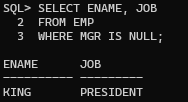 SQL> SELECT ENAME, JOB
  2  FROM EMP
  3  WHERE MGR IS NULL;
ENAME      JOB
---------- ---------
KING       PRESIDENT